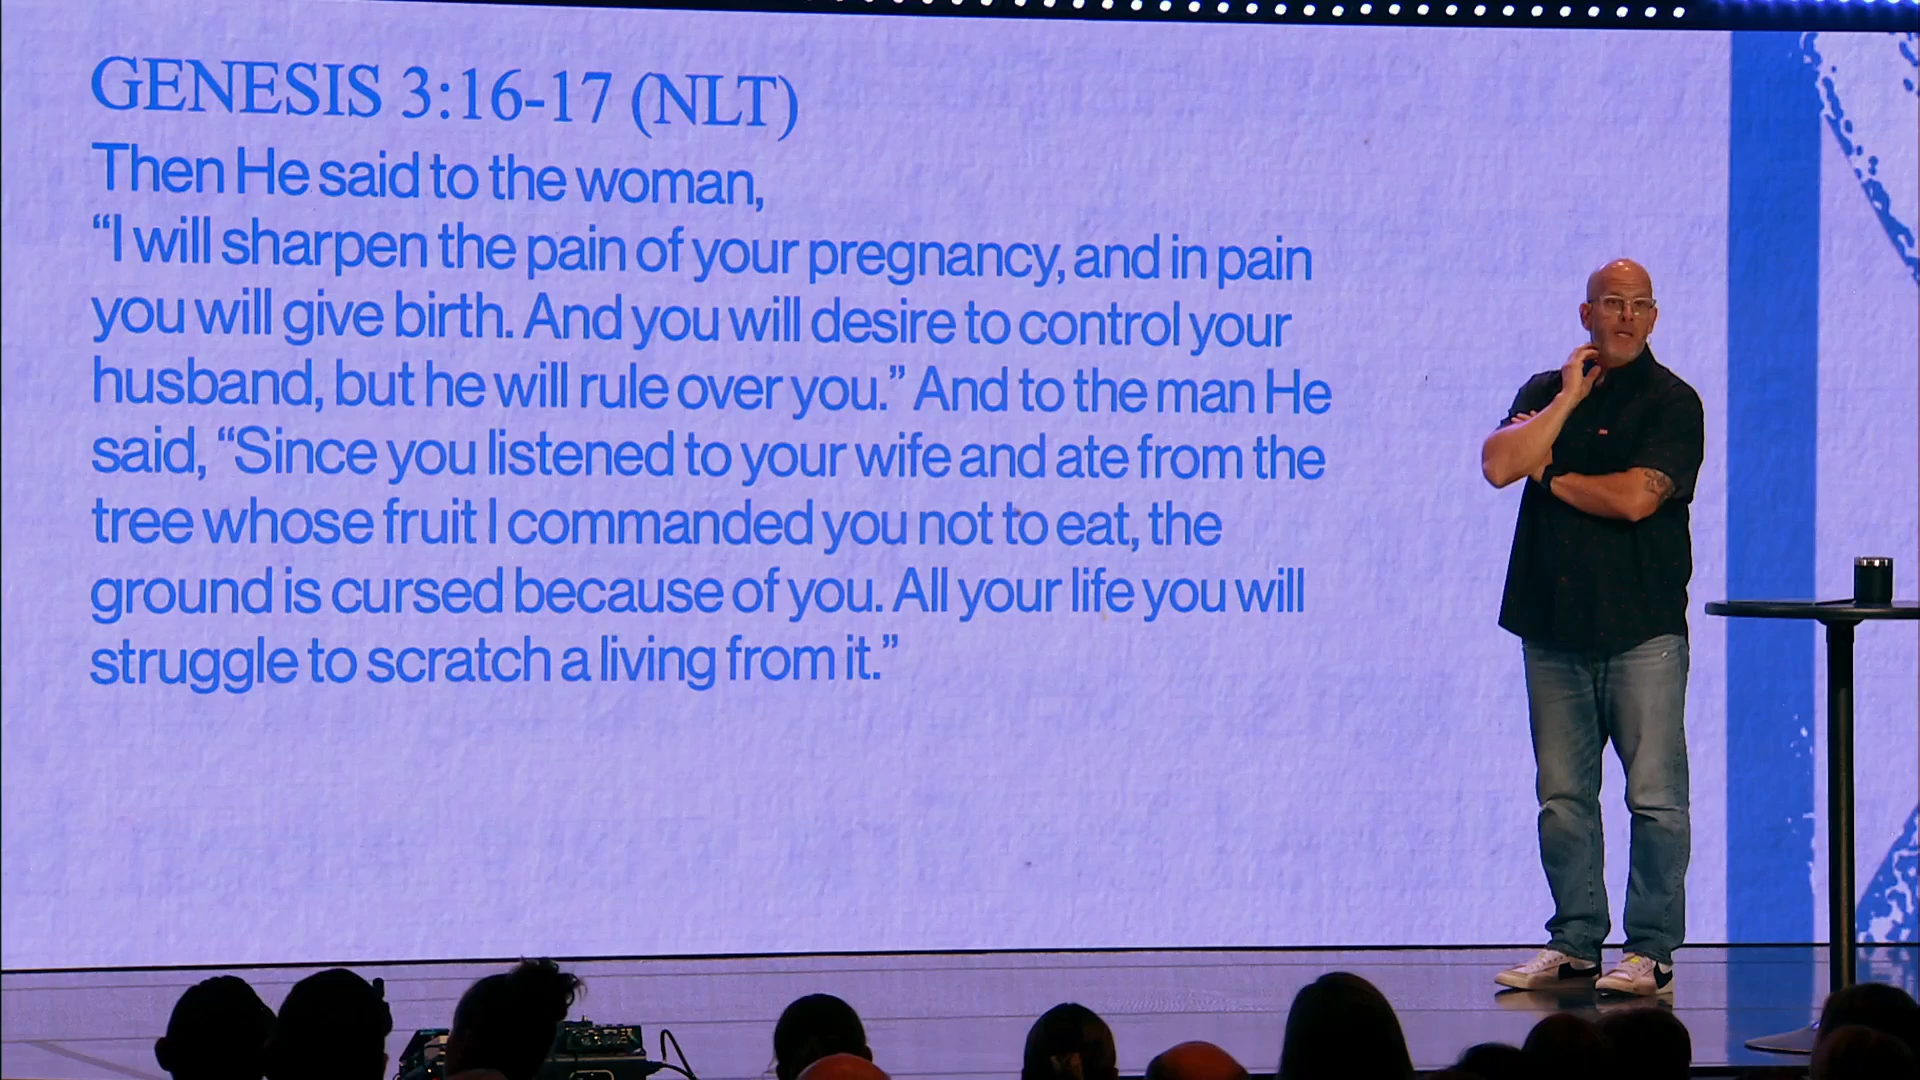 GENESIS 3:16-17 (NLT)
Then He said to the woman,
“I will sharpen the pain of your pregnancy, and in pain
you will give birth. And you will desire to control your
husband, but he will rule over you.” And to the man He
said, “Since you listened to your wife and ate from the
tree whose fruit I commanded you not to eat, the
ground is cursed because of you. All your life you will
struggle to scratch a living from it.”